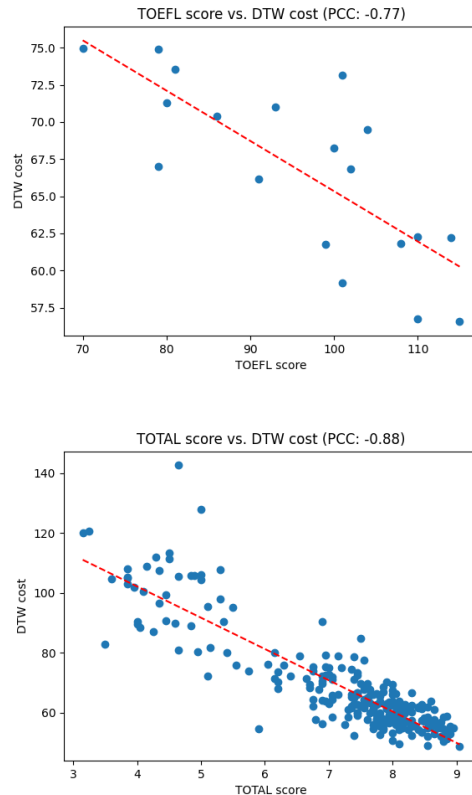 TOEFL score vs. DTW cost (PCC: -0.77)
75.0
72.5
70.0
67.5
65.0
62.5
60.0
57.5
DTW cost
70 80 90 100 110
TOEFL score
TOTAL score vs. DTW cost (PCC: -0.88)
140
120
100
80
60
DTW cost
3 4 5 6 7 8 9
TOTAL score